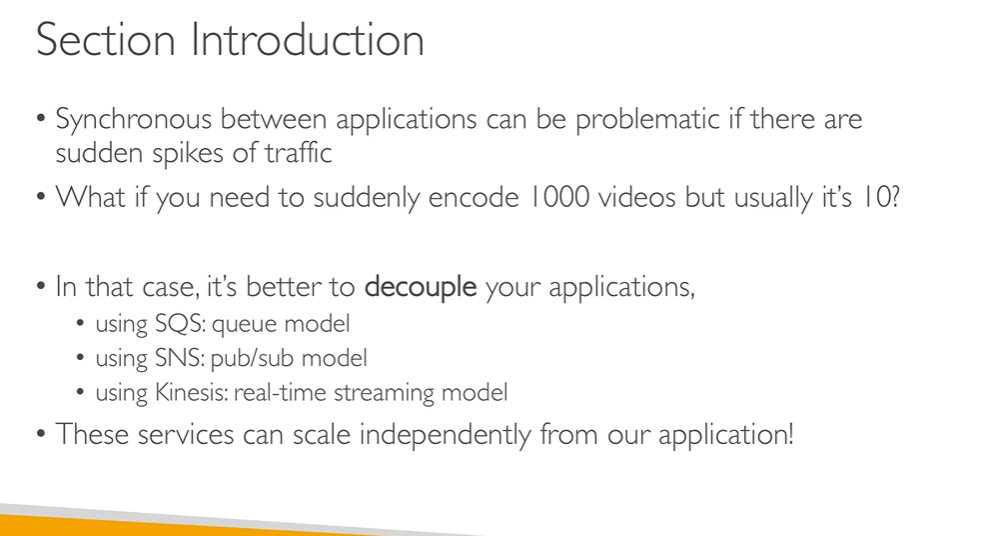 Section Introduction
• Synchronous between applications can be problematic if there are
sudden spikes of traffic
• What if you need to suddenly encode 1000 videos but usually it's 10?
• In that case, it's better to decouple your applications,
• using SQS: queue model
• using SNS: pub/sub model
• using Kinesis: real-time streaming model
• These services can scale independently from our application!